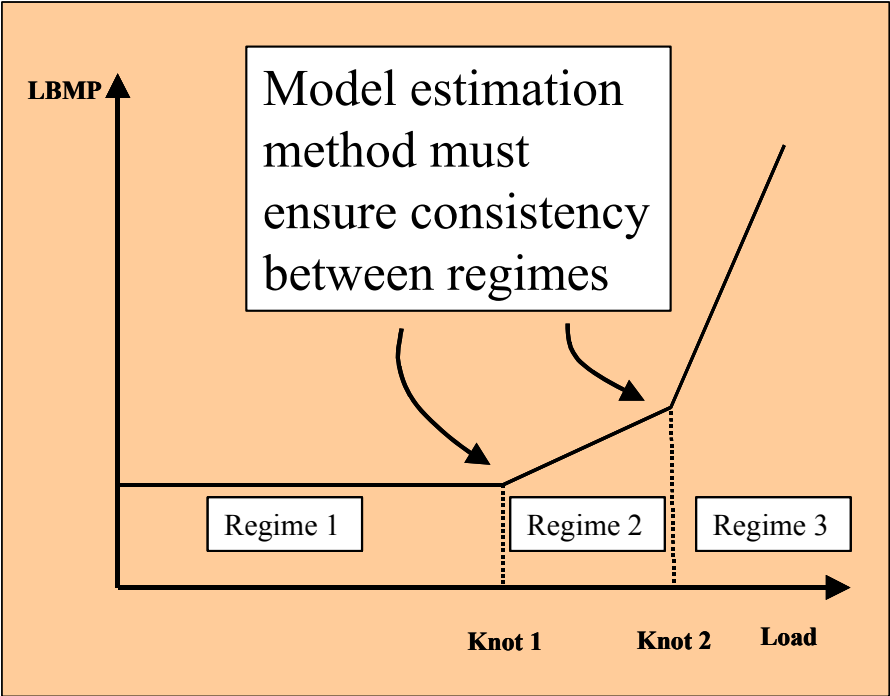 LBMP
Model estimation
method must
ensure consistency
between regimes
Regime 1
Regime 2
Regime 3
Knot 1
Knot 2
Load